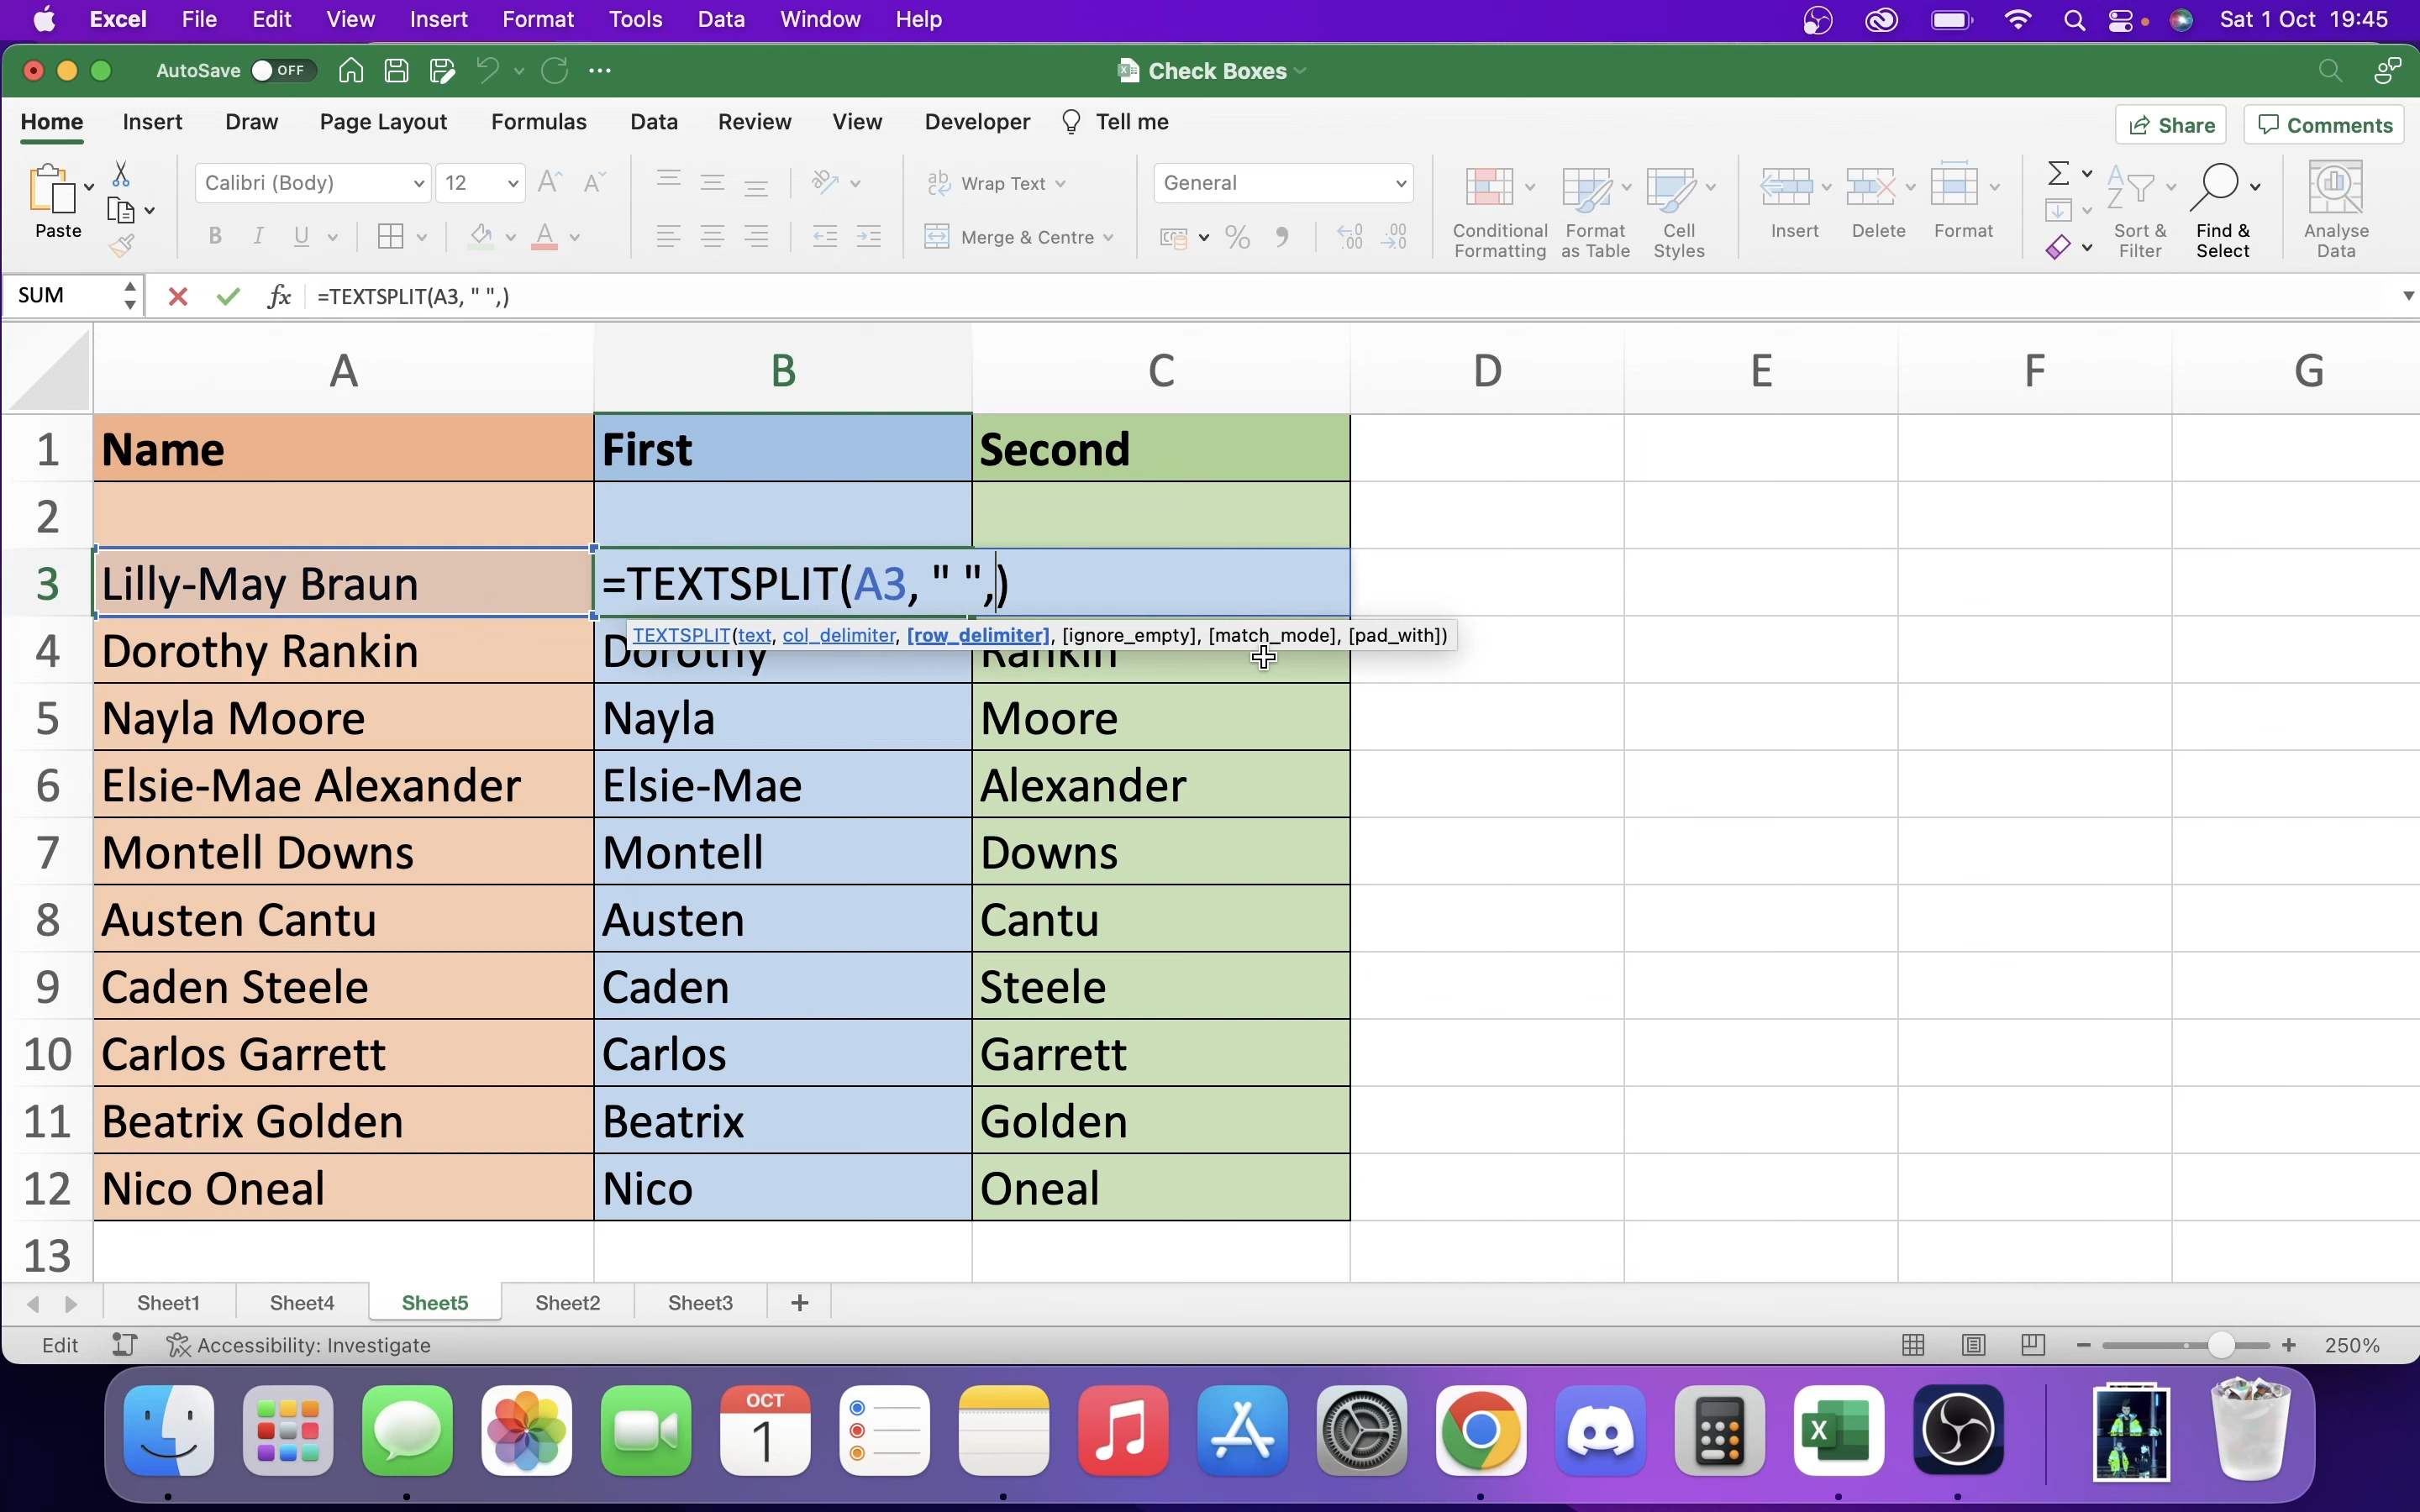 Excel File Edit View Insert Format Tools Data Window Help Sat 1 Oct 19:45
AutoSave OFF Check Boxes
Home Insert Draw Page Layout Formulas Data Review View Developer Tell me Share Comments
Paste Calibri (Body) 12 Wrap Text General
B I U Merge & Centre
Conditional Formatting
Format as Table
Cell Styles
Insert Delete Format
Sort & Filter
Find & Select
Analyse Data
SUM fx =TEXTSPLIT(A3, " ",)
A B C D E F G
1 Name First Second
2
3 Lilly-May Braun =TEXTSPLIT(A3, " ",)
TEXTSPLIT(text, col_delimiter, [row_delimiter], [ignore_empty], [match_mode], [pad_with])
4 Dorothy Rankin Dorothy Rankin
5 Nayla Moore Nayla Moore
6 Elsie-Mae Alexander Elsie-Mae Alexander
7 Montell Downs Montell Downs
8 Austen Cantu Austen Cantu
9 Caden Steele Caden Steele
10 Carlos Garrett Carlos Garrett
11 Beatrix Golden Beatrix Golden
12 Nico Oneal Nico Oneal
13
Sheet1 Sheet4 Sheet5 Sheet2 Sheet3 +
Edit Accessibility: Investigate 250%
OCT
1